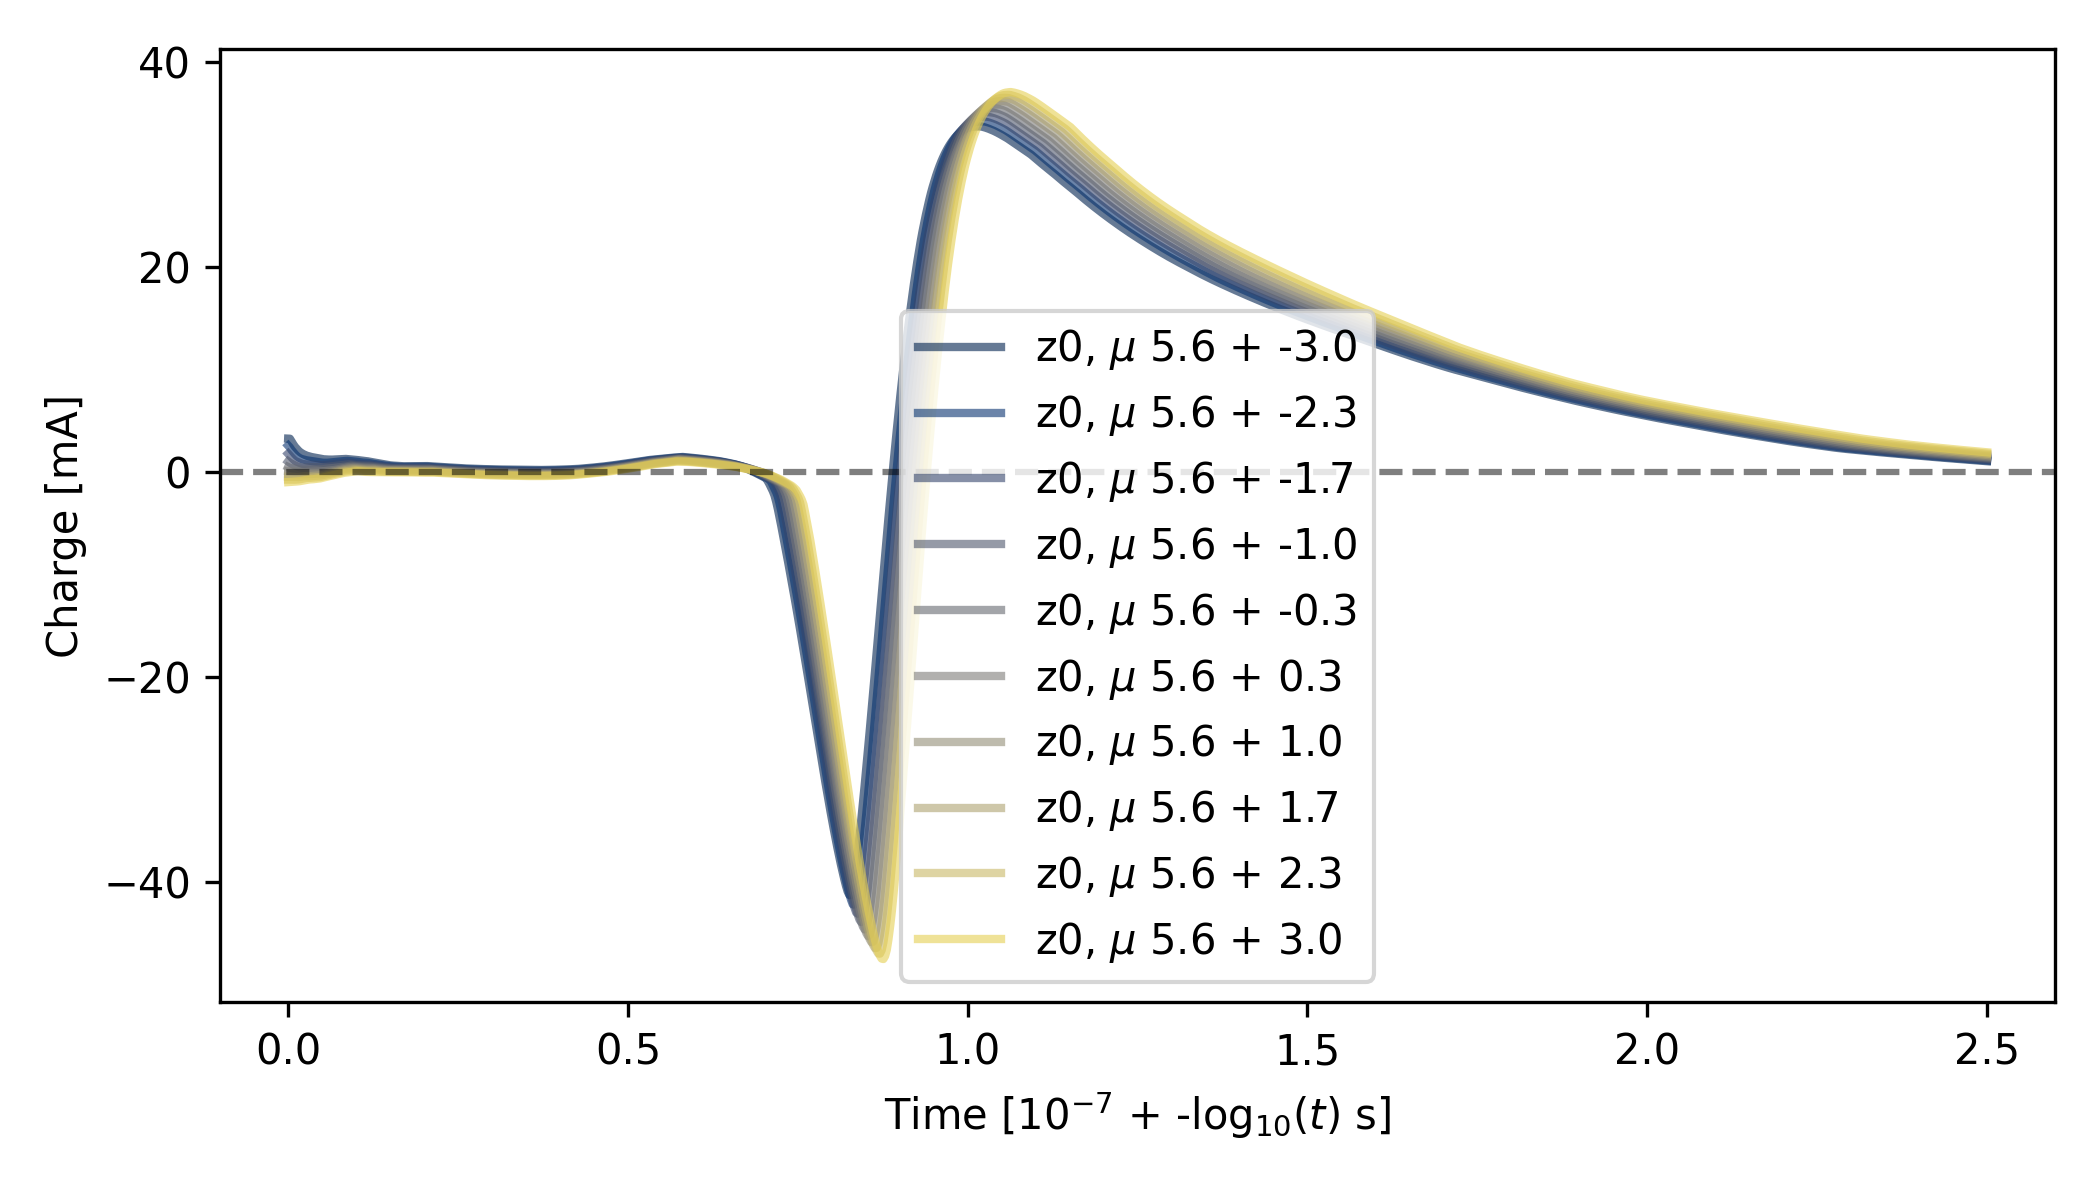 40
20
0
−20
−40
Charge [mA]
z0, μ 5.6 + -3.0
z0, μ 5.6 + -2.3
z0, μ 5.6 + -1.7
z0, μ 5.6 + -1.0
z0, μ 5.6 + -0.3
z0, μ 5.6 + 0.3
z0, μ 5.6 + 1.0
z0, μ 5.6 + 1.7
z0, μ 5.6 + 2.3
z0, μ 5.6 + 3.0
0.0 0.5 1.0 1.5 2.0 2.5
Time [10⁻⁷ + -log₁₀(t) s]